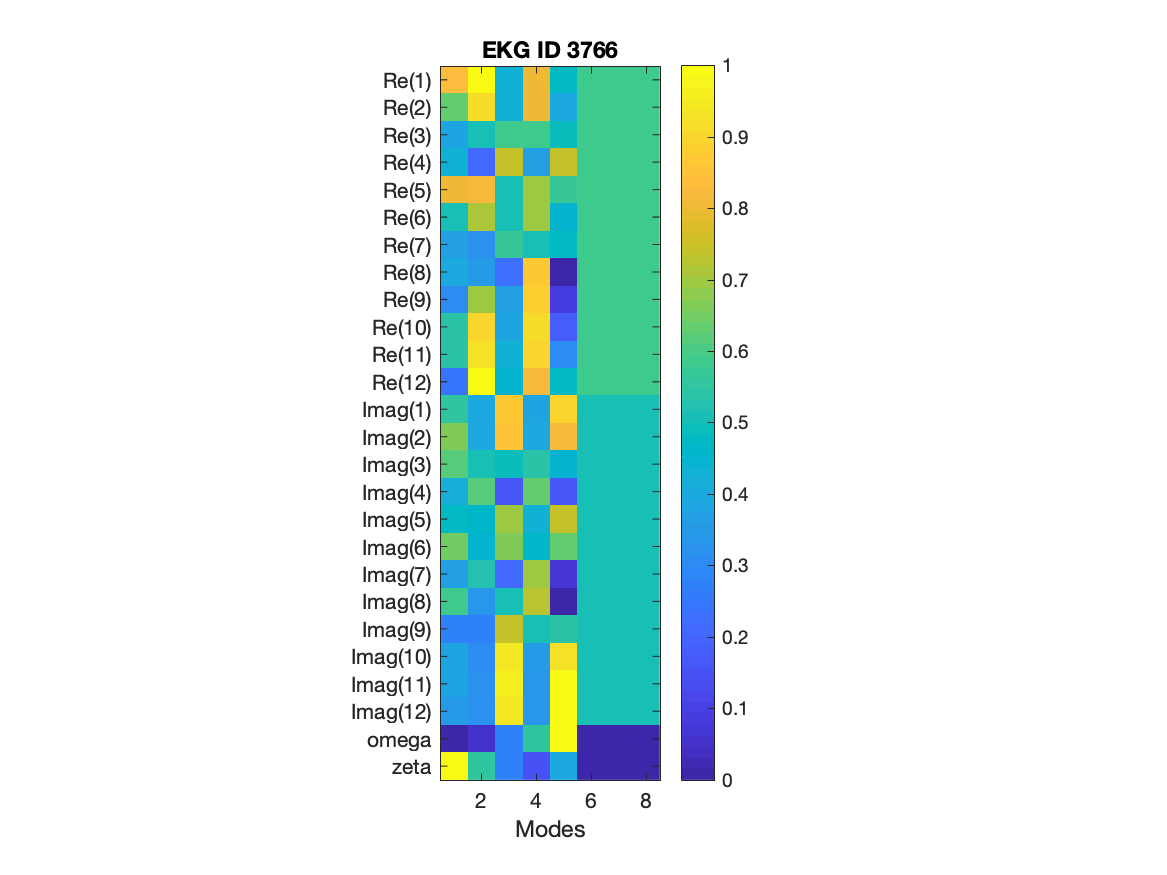 EKG ID 3766
Re(1)
Re(2)
Re(3)
Re(4)
Re(5)
Re(6)
Re(7)
Re(8)
Re(9)
Re(10)
Re(11)
Re(12)
Imag(1)
Imag(2)
Imag(3)
Imag(4)
Imag(5)
Imag(6)
Imag(7)
Imag(8)
Imag(9)
Imag(10)
Imag(11)
Imag(12)
omega
zeta
2 4 6 8
Modes
1
0.9
0.8
0.7
0.6
0.5
0.4
0.3
0.2
0.1
0